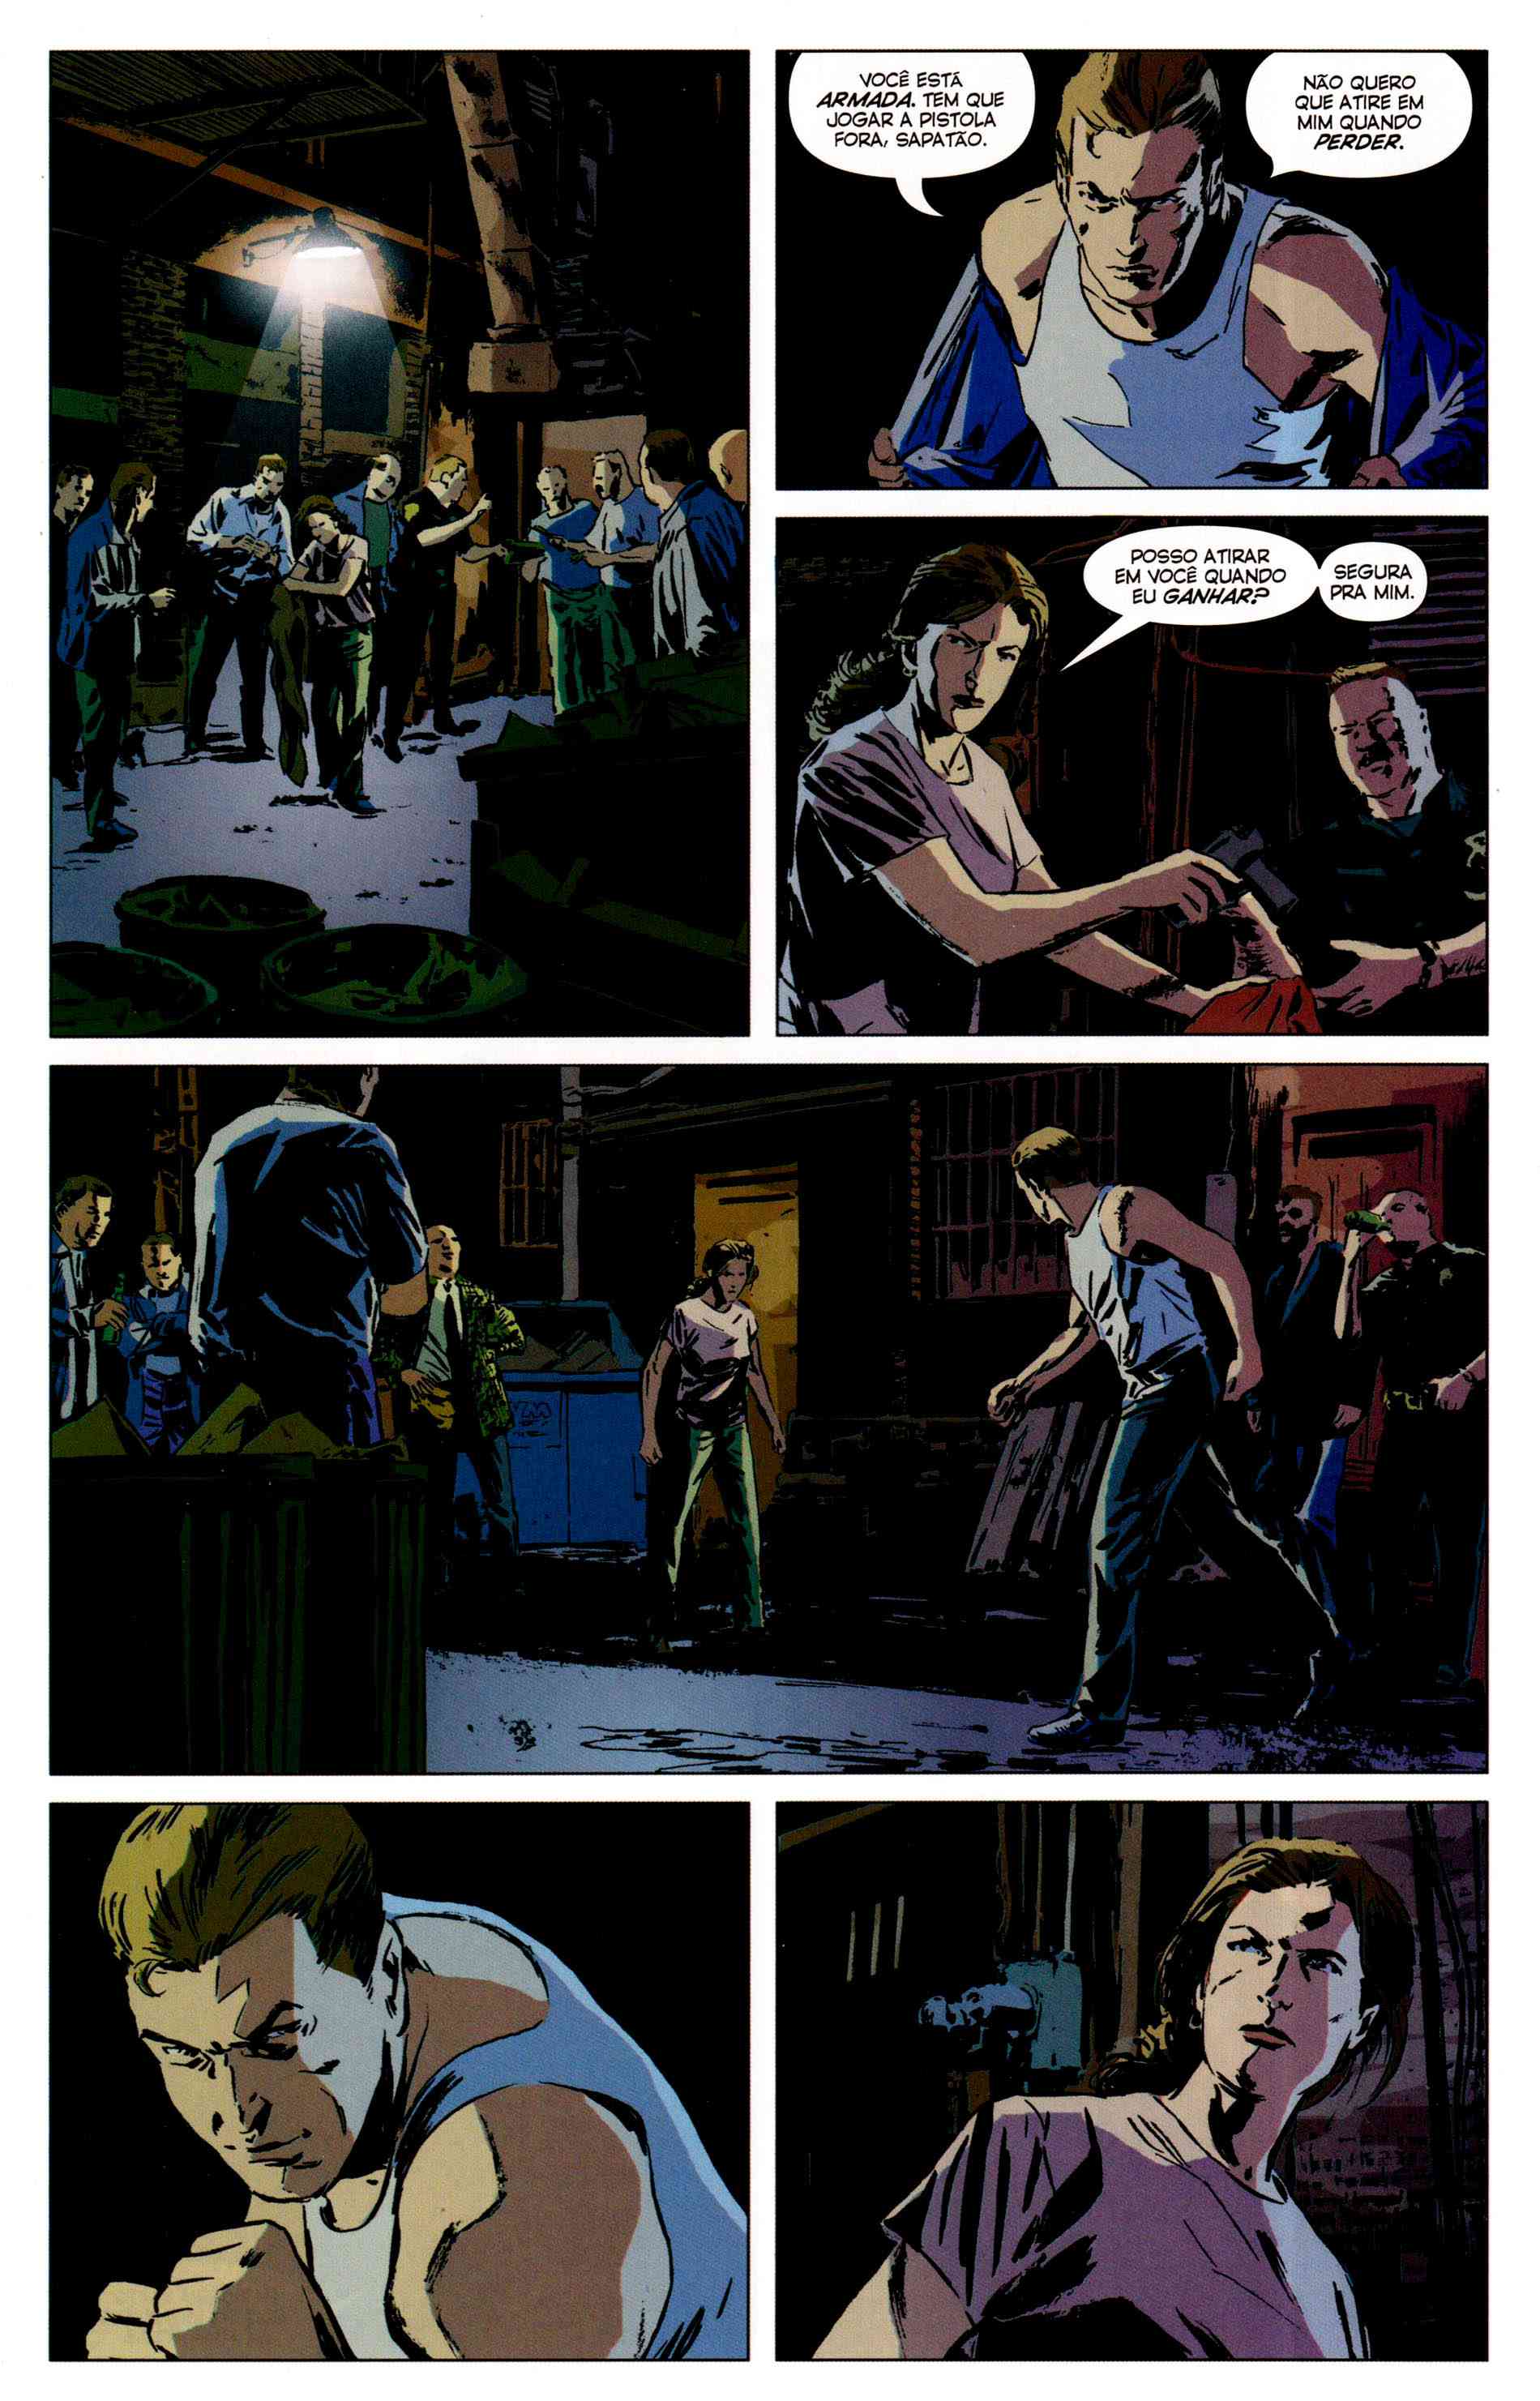 VOCÊ ESTÁ
ARMADA. TEM QUE
JOGAR A PISTOLA
FORA, SAPATÃO.
NÃO QUERO
QUE ATIRE EM
MIM QUANDO
PERDER.
POSSO ATIRAR
EM VOCÊ QUANDO
EU GANHAR?
SEGURA
PRA MIM.